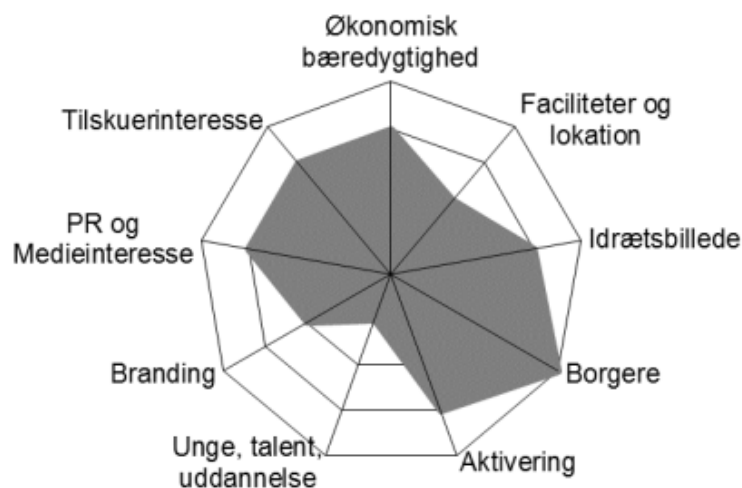 Økonomisk
bæredygtighed
Faciliteter og
lokation
Tilskuerinteresse
PR og
Medieinteresse
Idrætsbillede
Branding
Borgere
Unge, talent,
uddannelse
Aktivering